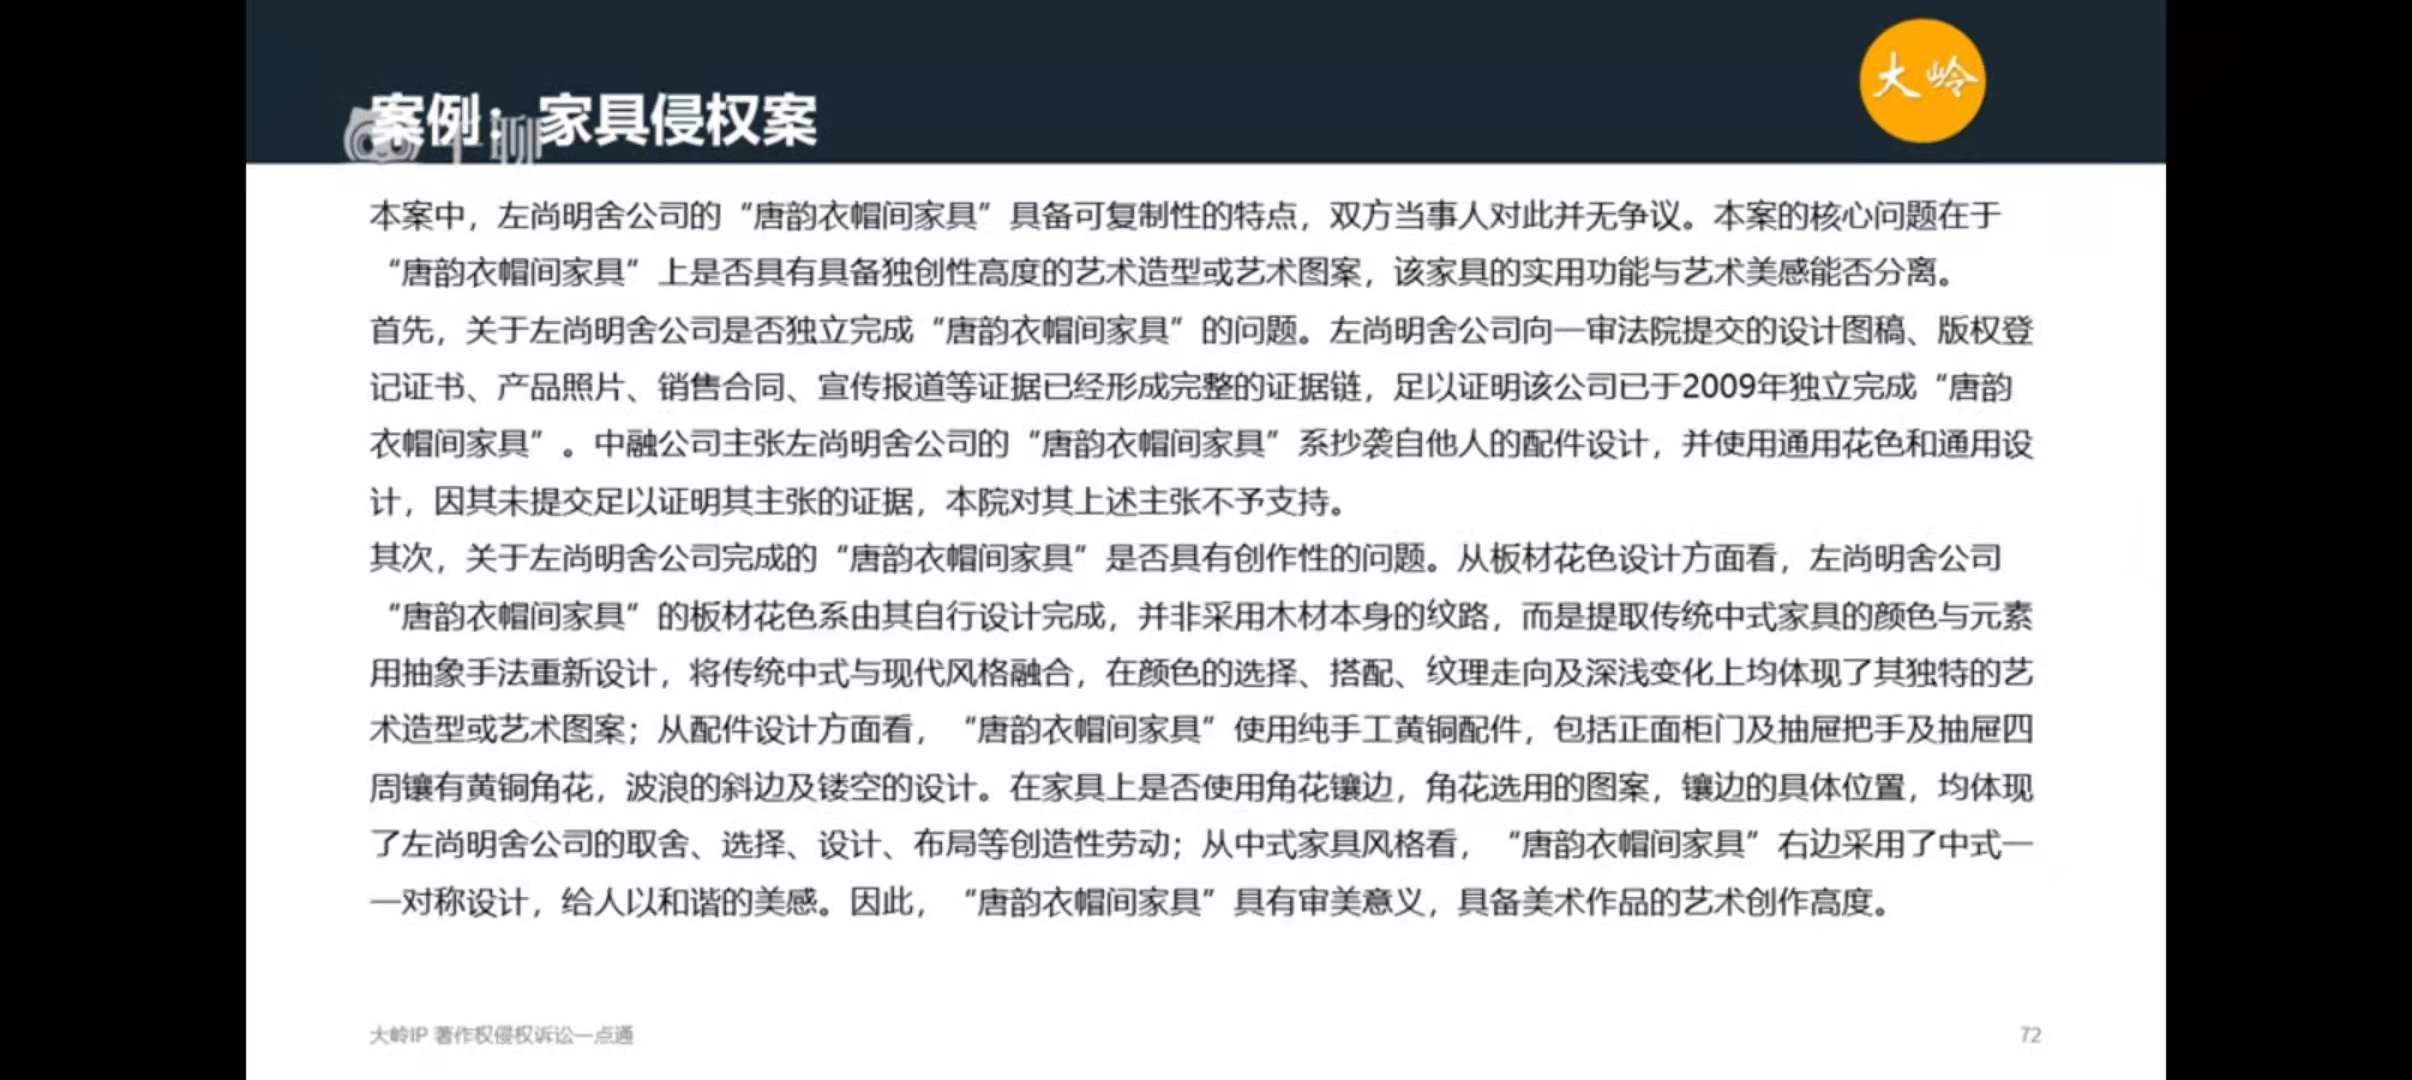 大岭
案例：家具侵权案
本案中，左尚明舍公司的“唐韵衣帽间家具”具备可复制性的特点，双方当事人对此并无争议。本案的核心问题在于
“唐韵衣帽间家具”上是否具有具备独创性高度的艺术造型或艺术图案，该家具的实用功能与艺术美感能否分离。
首先，关于左尚明舍公司是否独立完成“唐韵衣帽间家具”的问题。左尚明舍公司向一审法院提交的设计图稿、版权登
记证书、产品照片、销售合同、宣传报道等证据已经形成完整的证据链，足以证明该公司已于2009年独立完成“唐韵
衣帽间家具”。中融公司主张左尚明舍公司的“唐韵衣帽间家具”系抄袭自他人的配件设计，并使用通用花色和通用设
计，因其未提交足以证明其主张的证据，本院对其上述主张不予支持。
其次，关于左尚明舍公司完成的“唐韵衣帽间家具”是否具有创作性的问题。从板材花色设计方面看，左尚明舍公司
“唐韵衣帽间家具”的板材花色系由其自行设计完成，并非采用木材本身的纹路，而是提取传统中式家具的颜色与元素
用抽象手法重新设计，将传统中式与现代风格融合，在颜色的选择、搭配、纹理走向及深浅变化上均体现了其独特的艺
术造型或艺术图案；从配件设计方面看，“唐韵衣帽间家具”使用纯手工黄铜配件，包括正面柜门及抽屉把手及抽屉四
周镶有黄铜角花，波浪的斜边及镂空的设计。在家具上是否使用角花镶边，角花选用的图案，镶边的具体位置，均体现
了左尚明舍公司的取舍、选择、设计、布局等创造性劳动；从中式家具风格看，“唐韵衣帽间家具”右边采用了中式一
一对称设计，给人以和谐的美感。因此，“唐韵衣帽间家具”具有审美意义，具备美术作品的艺术创作高度。
大岭IP 著作权侵权诉讼一点通
72